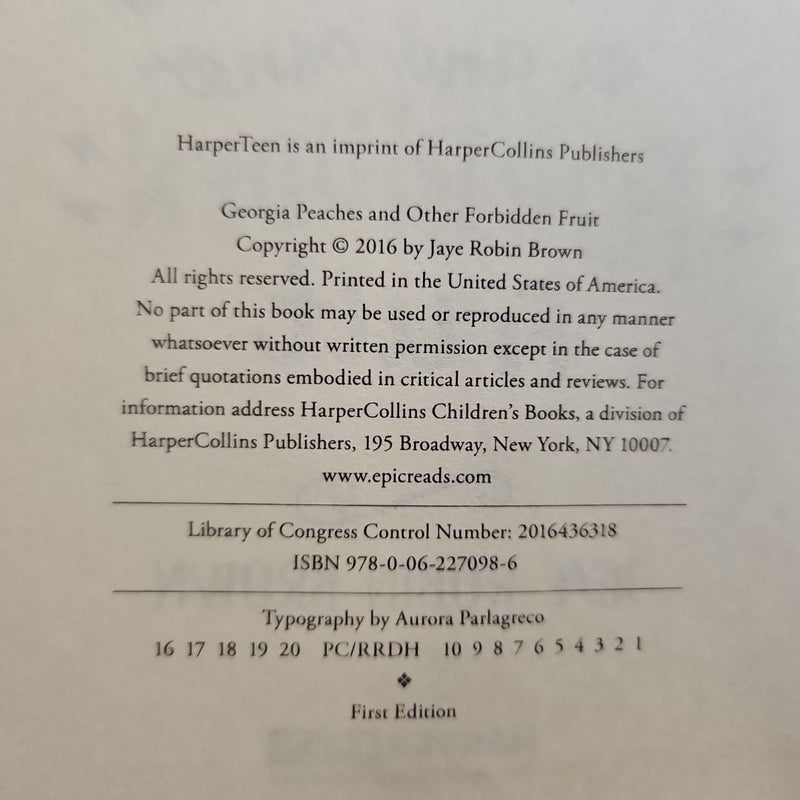 HarperTeen is an imprint of HarperCollins Publishers
Georgia Peaches and Other Forbidden Fruit
Copyright © 2016 by Jaye Robin Brown
All rights reserved. Printed in the United States of America.
No part of this book may be used or reproduced in any manner
whatsoever without written permission except in the case of
brief quotations embodied in critical articles and reviews. For
information address HarperCollins Children's Books, a division of
HarperCollins Publishers, 195 Broadway, New York, NY 10007.
www.epicreads.com
Library of Congress Control Number: 2016436318
ISBN 978-0-06-227098-6
Typography by Aurora Parlagreco
16 17 18 19 20 PC/RRDH 10 9 8 7 6 5 4 3 2 1
❖
First Edition